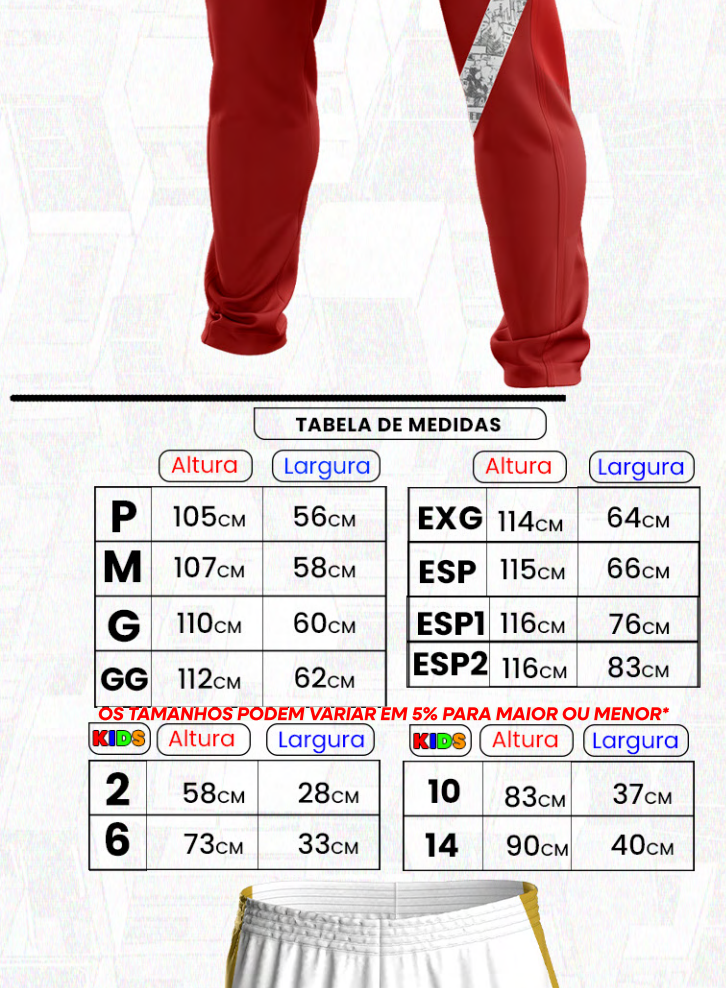 TABELA DE MEDIDAS
Altura Largura
P 105CM 56CM
M 107CM 58CM
G 110CM 60CM
GG 112CM 62CM
Altura Largura
EXG 114CM 64CM
ESP 115CM 66CM
ESP1 116CM 76CM
ESP2 116CM 83CM
OS TAMANHOS PODEM VARIAR EM 5% PARA MAIOR OU MENOR*
KIDS Altura Largura
2 58CM 28CM
6 73CM 33CM
KIDS Altura Largura
10 83CM 37CM
14 90CM 40CM